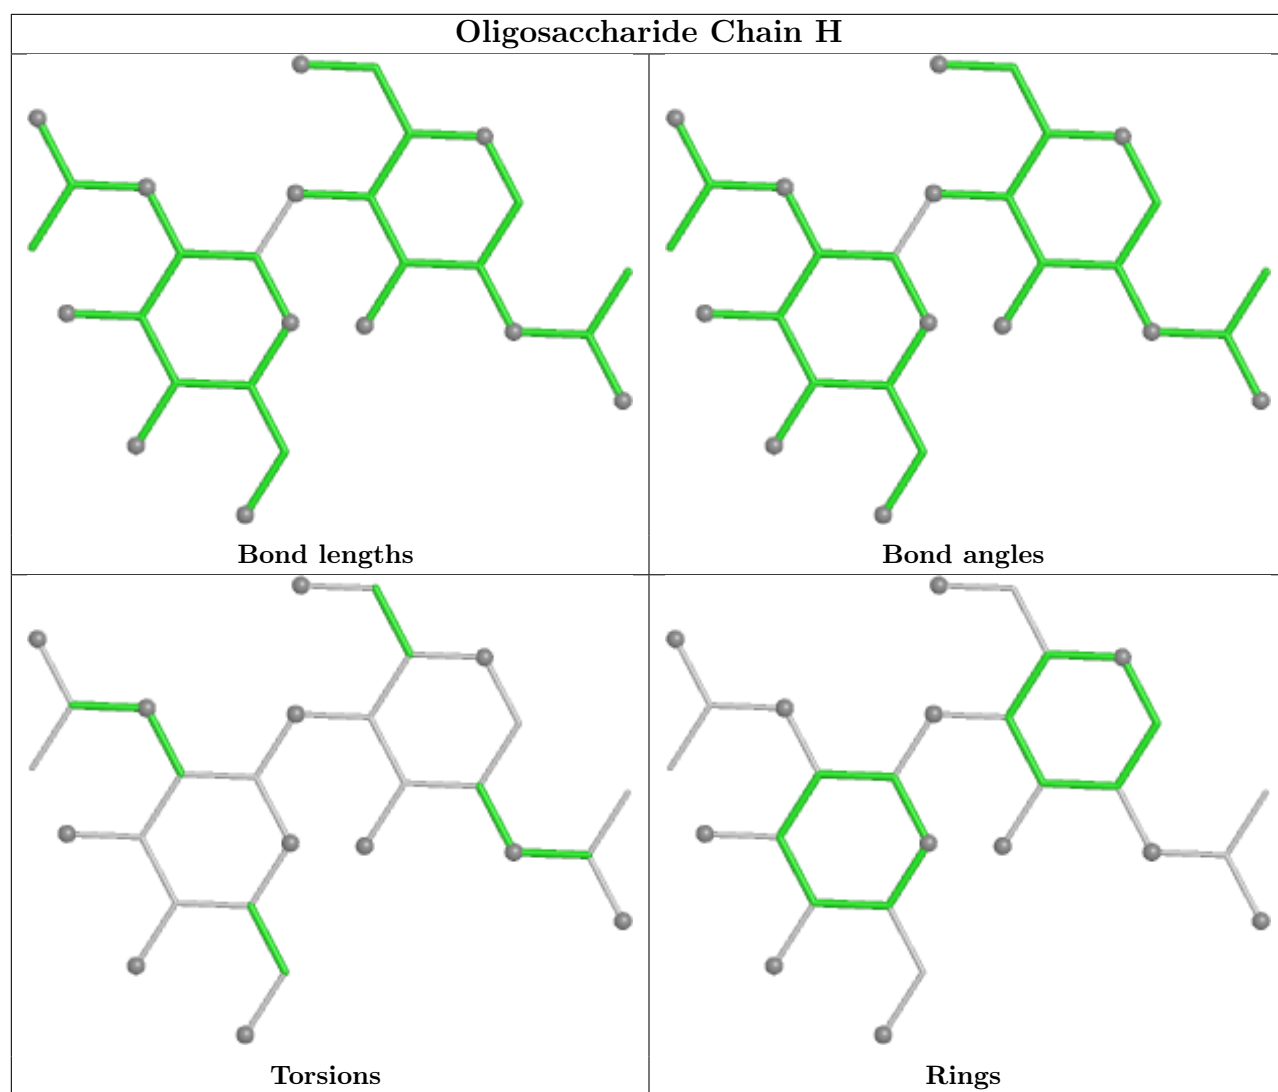 Oligosaccharide Chain H
Bond lengths
Bond angles
Torsions
Rings